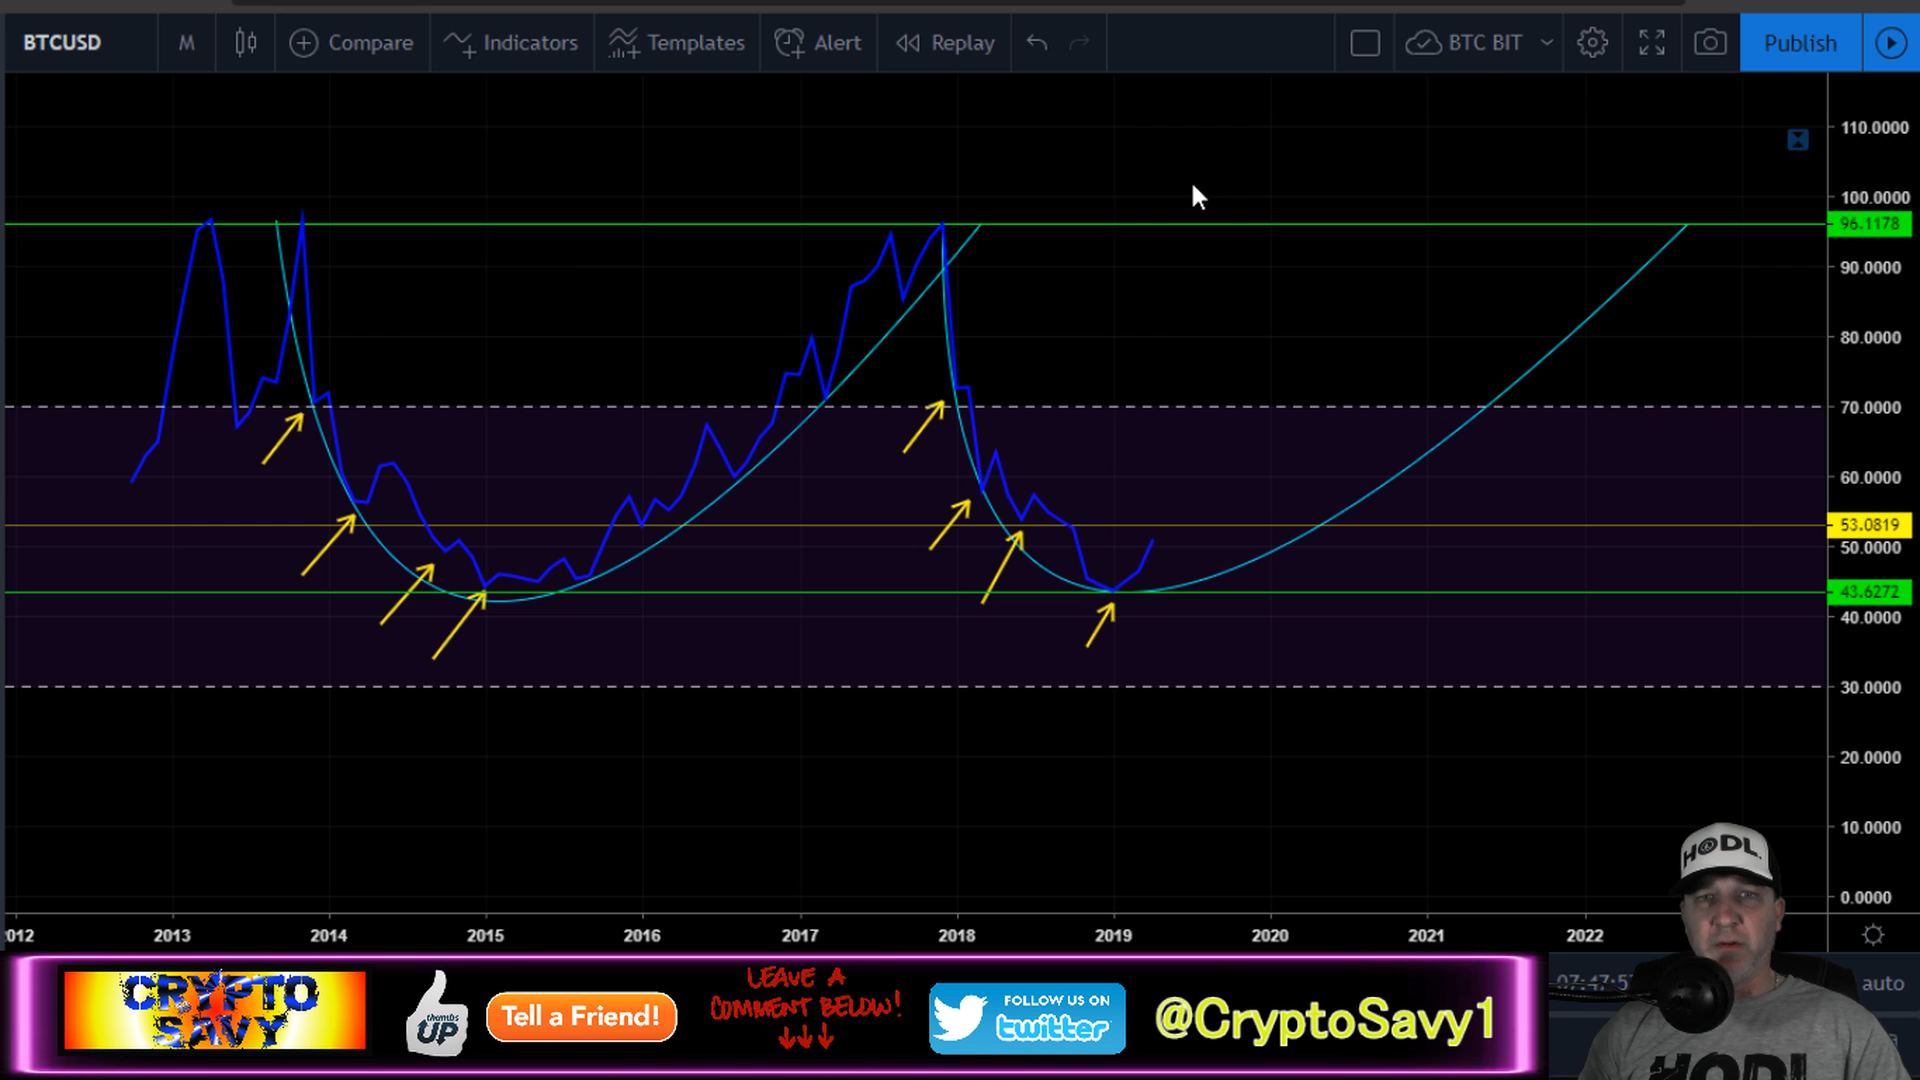 BTCUSD
M
Compare
Indicators
Templates
Alert
Replay
BTC BIT
Publish
110.0000
100.0000
96.1178
90.0000
80.0000
70.0000
60.0000
53.0819
50.0000
43.6272
40.0000
30.0000
20.0000
10.0000
0.0000
2012
2013
2014
2015
2016
2017
2018
2019
2020
2021
2022
auto
CRYPTO
SAVY
thumbs
UP
Tell a Friend!
LEAVE A
COMMENT BELOW!
FOLLOW US ON
twitter
@CryptoSavy1
HODL.
HODL